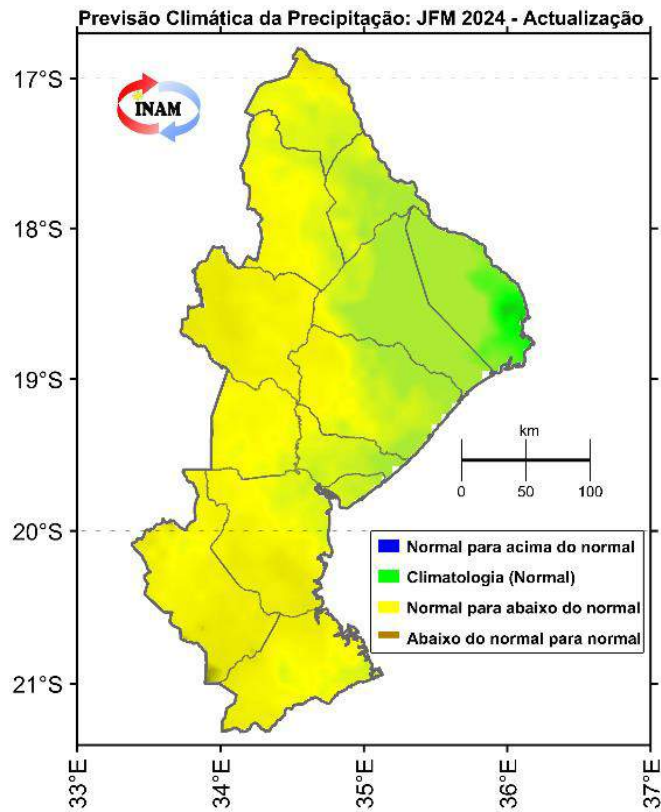 Previsão Climática da Precipitação: JFM 2024 - Actualização
17°S
INAM
18°S
19°S
km
0 50 100
20°S
Normal para acima do normal
Climatologia (Normal)
Normal para abaixo do normal
Abaixo do normal para normal
21°S
33°E 34°E 35°E 36°E 37°E